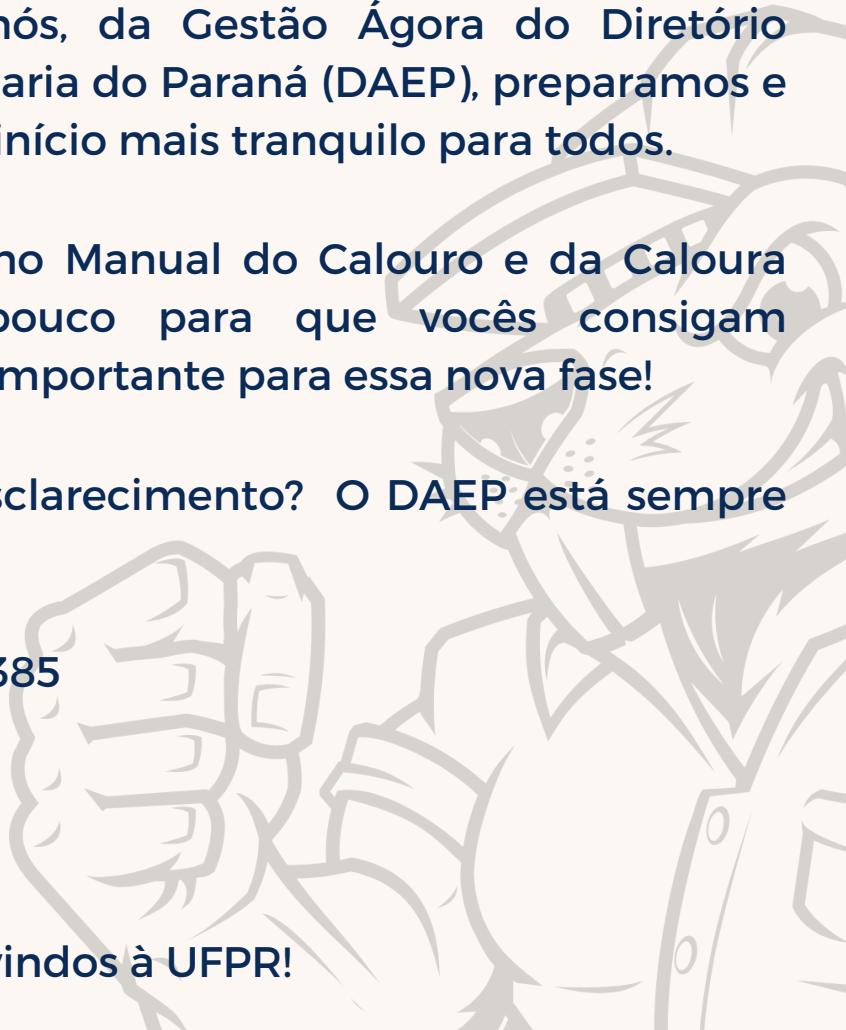 nós, da Gestão Ágora do Diretório
aria do Paraná (DAEP), preparamos e
início mais tranquilo para todos.
no Manual do Calouro e da Caloura
pouco para que vocês consigam
mportante para essa nova fase!
sclarecimento? O DAEP está sempre
385
vindos à UFPR!